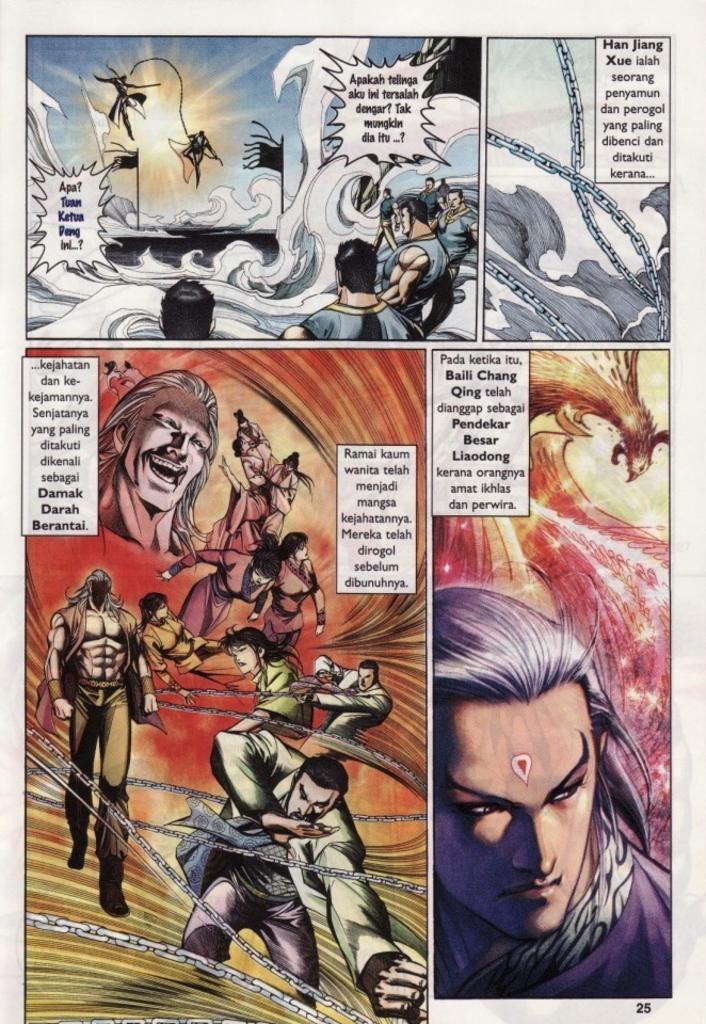 Apa?
Tuan
Ketua
Deng
ini...?
Apakah telinga
aku ini tersalah
dengar? Tak
mungkin
dia itu ...?
Han Jiang
Xue ialah
seorang
penyamun
dan perogol
yang paling
dibenci dan
ditakuti
kerana...
...kejahatan
dan ke-
kejamannya.
Senjatanya
yang paling
ditakuti
dikenali
sebagai
Damak
Darah
Berantai.
Ramai kaum
wanita telah
menjadi
mangsa
kejahatannya.
Mereka telah
dirogol
sebelum
dibunuhnya.
Pada ketika itu,
Baili Chang
Qing telah
dianggap sebagai
Pendekar
Besar
Liaodong
kerana orangnya
amat ikhlas
dan perwira.
25